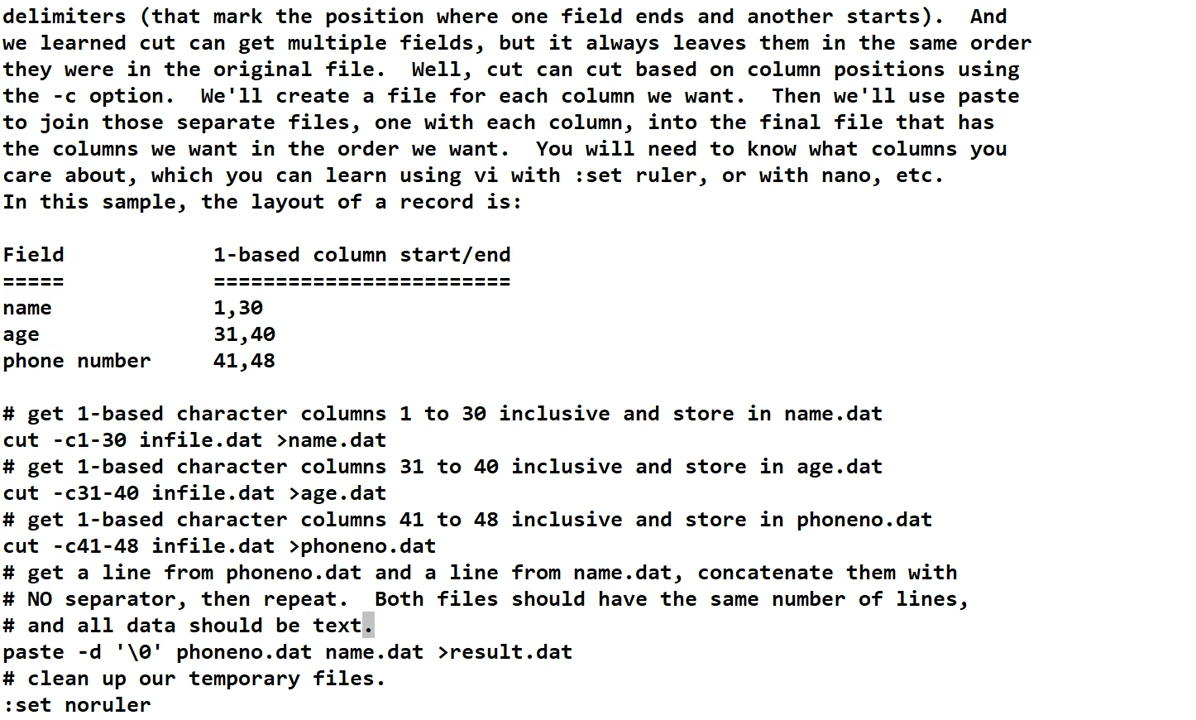 delimiters (that mark the position where one field ends and another starts).  And
we learned cut can get multiple fields, but it always leaves them in the same order
they were in the original file.  Well, cut can cut based on column positions using
the -c option.  We'll create a file for each column we want.  Then we'll use paste
to join those separate files, one with each column, into the final file that has
the columns we want in the order we want.  You will need to know what columns you
care about, which you can learn using vi with :set ruler, or with nano, etc.
In this sample, the layout of a record is:

Field            1-based column start/end
=====            ========================
name             1,30
age              31,40
phone number     41,48

# get 1-based character columns 1 to 30 inclusive and store in name.dat
cut -c1-30 infile.dat >name.dat
# get 1-based character columns 31 to 40 inclusive and store in age.dat
cut -c31-40 infile.dat >age.dat
# get 1-based character columns 41 to 48 inclusive and store in phoneno.dat
cut -c41-48 infile.dat >phoneno.dat
# get a line from phoneno.dat and a line from name.dat, concatenate them with
# NO separator, then repeat.  Both files should have the same number of lines,
# and all data should be text.
paste -d '\0' phoneno.dat name.dat >result.dat
# clean up our temporary files.
:set noruler